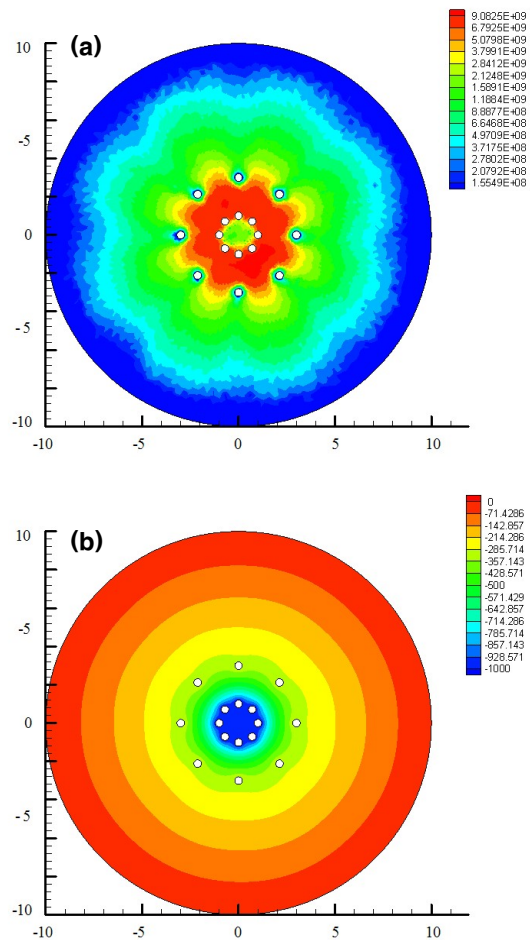 (a)
9.0825E+09
6.7925E+09
5.0798E+09
3.7991E+09
2.8412E+09
2.1248E+09
1.5891E+09
1.1884E+09
8.8877E+08
6.6468E+08
4.9709E+08
3.7175E+08
2.7802E+08
2.0792E+08
1.5549E+08
10
-5
0
-5
-10
-10
-5
0
5
10
(b)
0
-71.4286
-142.857
-214.286
-285.714
-357.143
-428.571
-500
-571.429
-642.857
-714.286
-785.714
-857.143
-928.571
-1000
10
-5
0
-5
-10
-10
-5
0
5
10